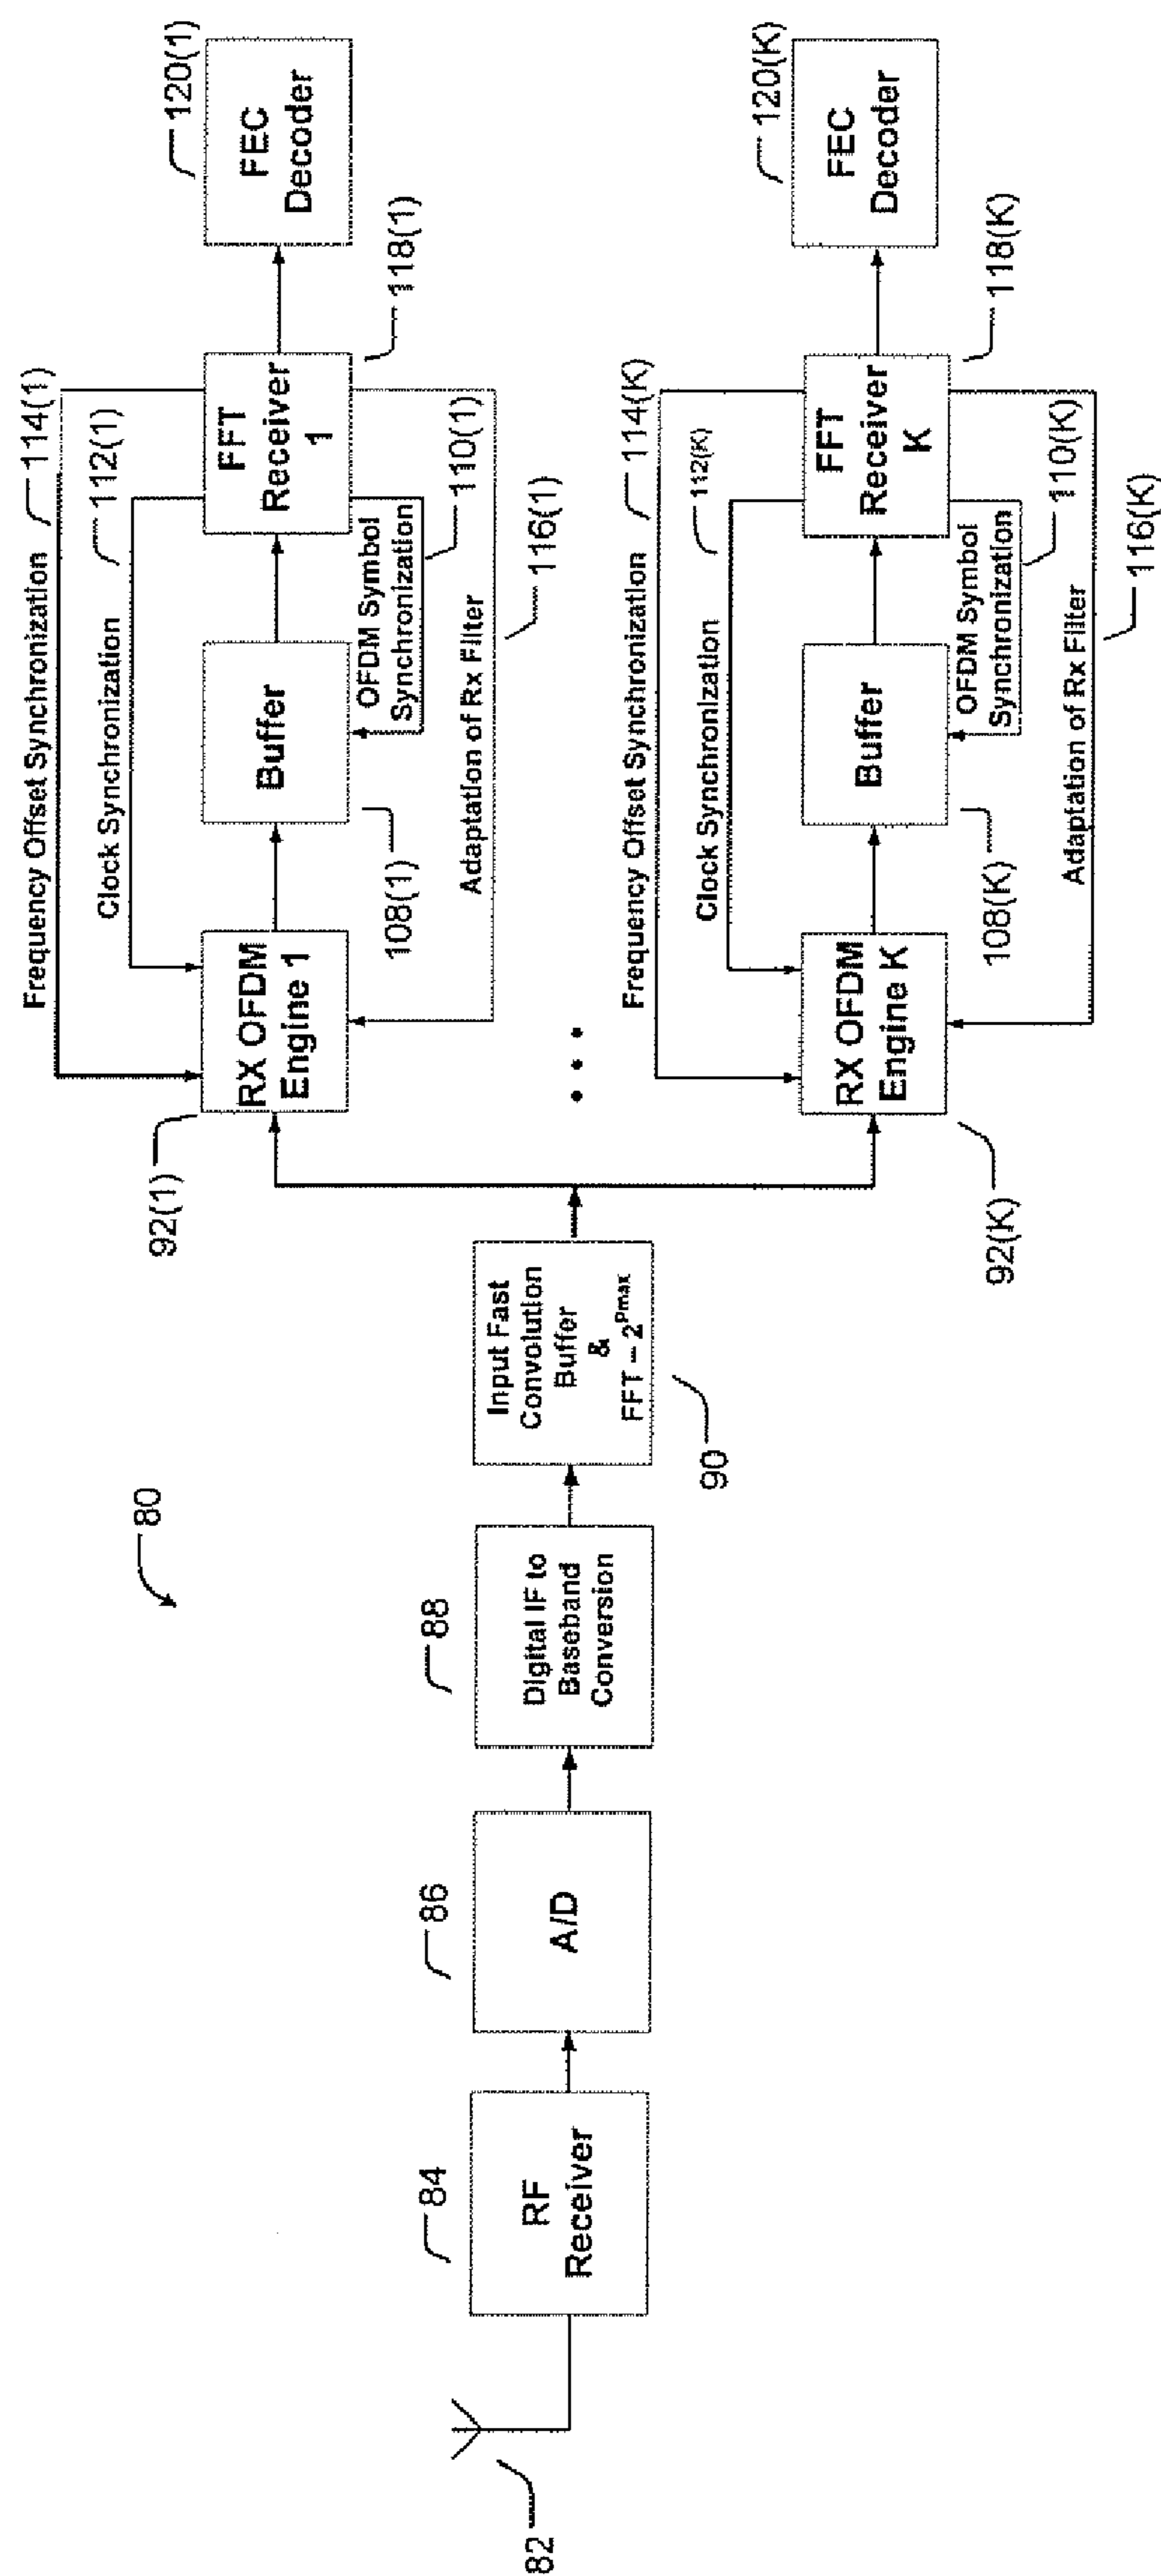 80
82
84
RF
Receiver
86
A/D
88
Digital IF to
Baseband
Conversion
90
Input Fast
Convolution
Buffer
&
FFT – 2^Pmax
92(1)
RX OFDM
Engine 1
Frequency Offset Synchronization
114(1)
Clock Synchronization
112(1)
108(1)
Buffer
OFDM Symbol
Synchronization
110(1)
Adaptation of Rx Filter
116(1)
FFT
Receiver
1
118(1)
120(1)
FEC
Decoder
92(K)
RX OFDM
Engine K
Frequency Offset Synchronization
114(K)
Clock Synchronization
112(K)
108(K)
Buffer
OFDM Symbol
Synchronization
110(K)
Adaptation of Rx Filter
116(K)
FFT
Receiver
K
118(K)
120(K)
FEC
Decoder